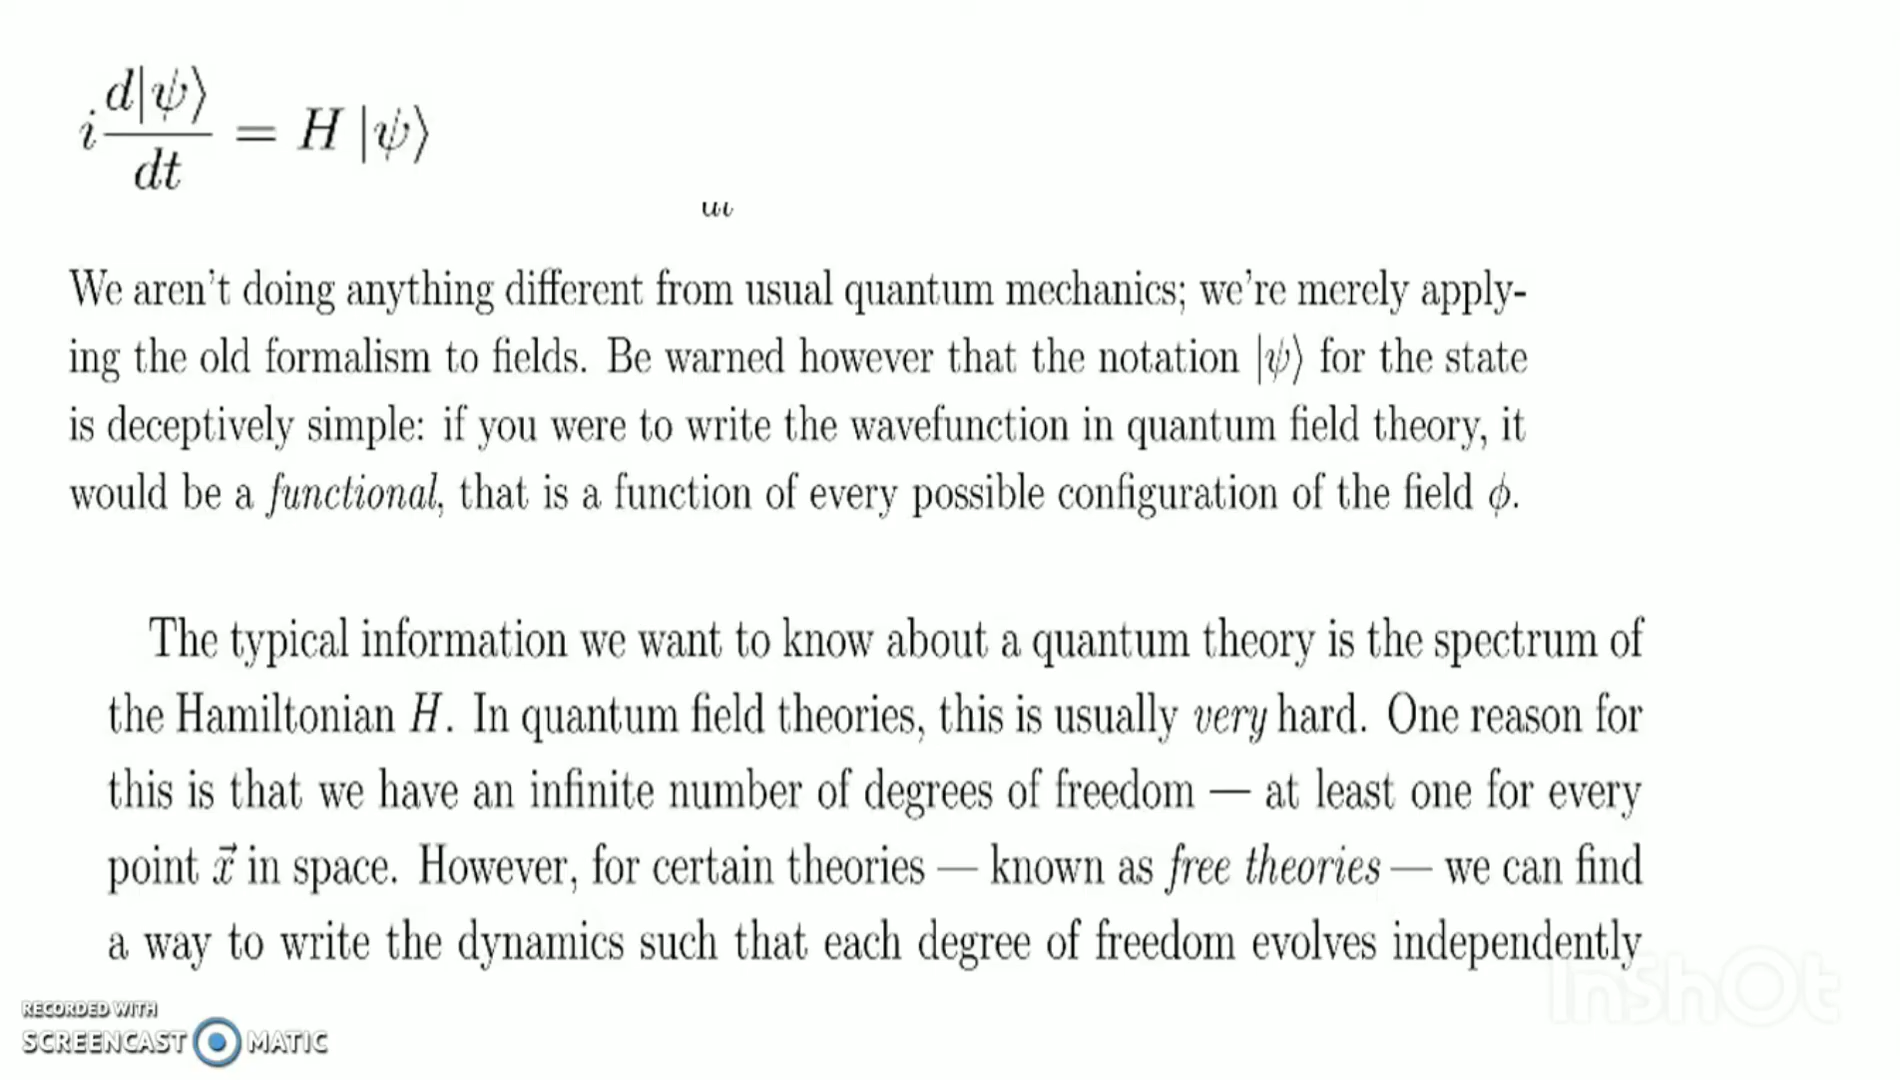 i d|ψ⟩/dt = H |ψ⟩
We aren't doing anything different from usual quantum mechanics; we're merely apply-
ing the old formalism to fields. Be warned however that the notation |ψ⟩ for the state
is deceptively simple: if you were to write the wavefunction in quantum field theory, it
would be a functional, that is a function of every possible configuration of the field ϕ.
The typical information we want to know about a quantum theory is the spectrum of
the Hamiltonian H. In quantum field theories, this is usually very hard. One reason for
this is that we have an infinite number of degrees of freedom — at least one for every
point x⃗ in space. However, for certain theories — known as free theories — we can find
a way to write the dynamics such that each degree of freedom evolves independently
InShOt
RECORDED WITH
SCREENCAST MATIC